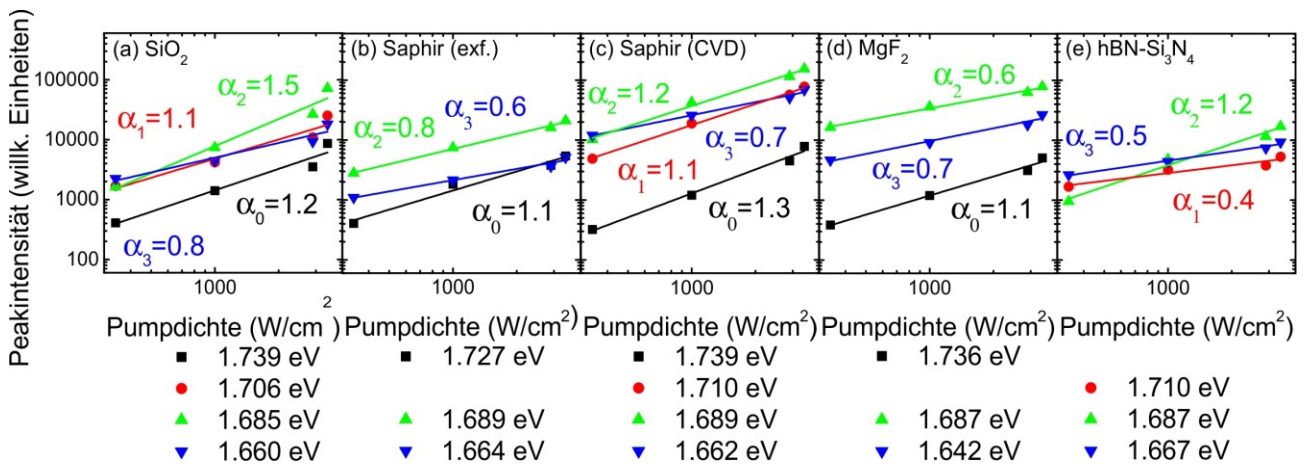 (a) SiO₂
(b) Saphir (exf.)
(c) Saphir (CVD)
(d) MgF₂
(e) hBN-Si₃N₄
Peakintensität (willk. Einheiten)
100000
10000
1000
100
α₂=1.5
α₁=1.1
α₀=1.2
α₃=0.8
α₃=0.6
α₂=0.8
α₀=1.1
α₂=1.2
α₃=0.7
α₁=1.1
α₀=1.3
α₂=0.6
α₃=0.7
α₀=1.1
α₂=1.2
α₃=0.5
α₁=0.4
1000 1000 1000 1000 1000
Pumpdichte (W/cm²
Pumpdichte (W/cm²)
Pumpdichte (W/cm²)
Pumpdichte (W/cm²)
Pumpdichte (W/cm²)
1.739 eV 1.727 eV 1.739 eV 1.736 eV
1.706 eV 1.710 eV 1.710 eV
1.685 eV 1.689 eV 1.689 eV 1.687 eV 1.687 eV
1.660 eV 1.664 eV 1.662 eV 1.642 eV 1.667 eV